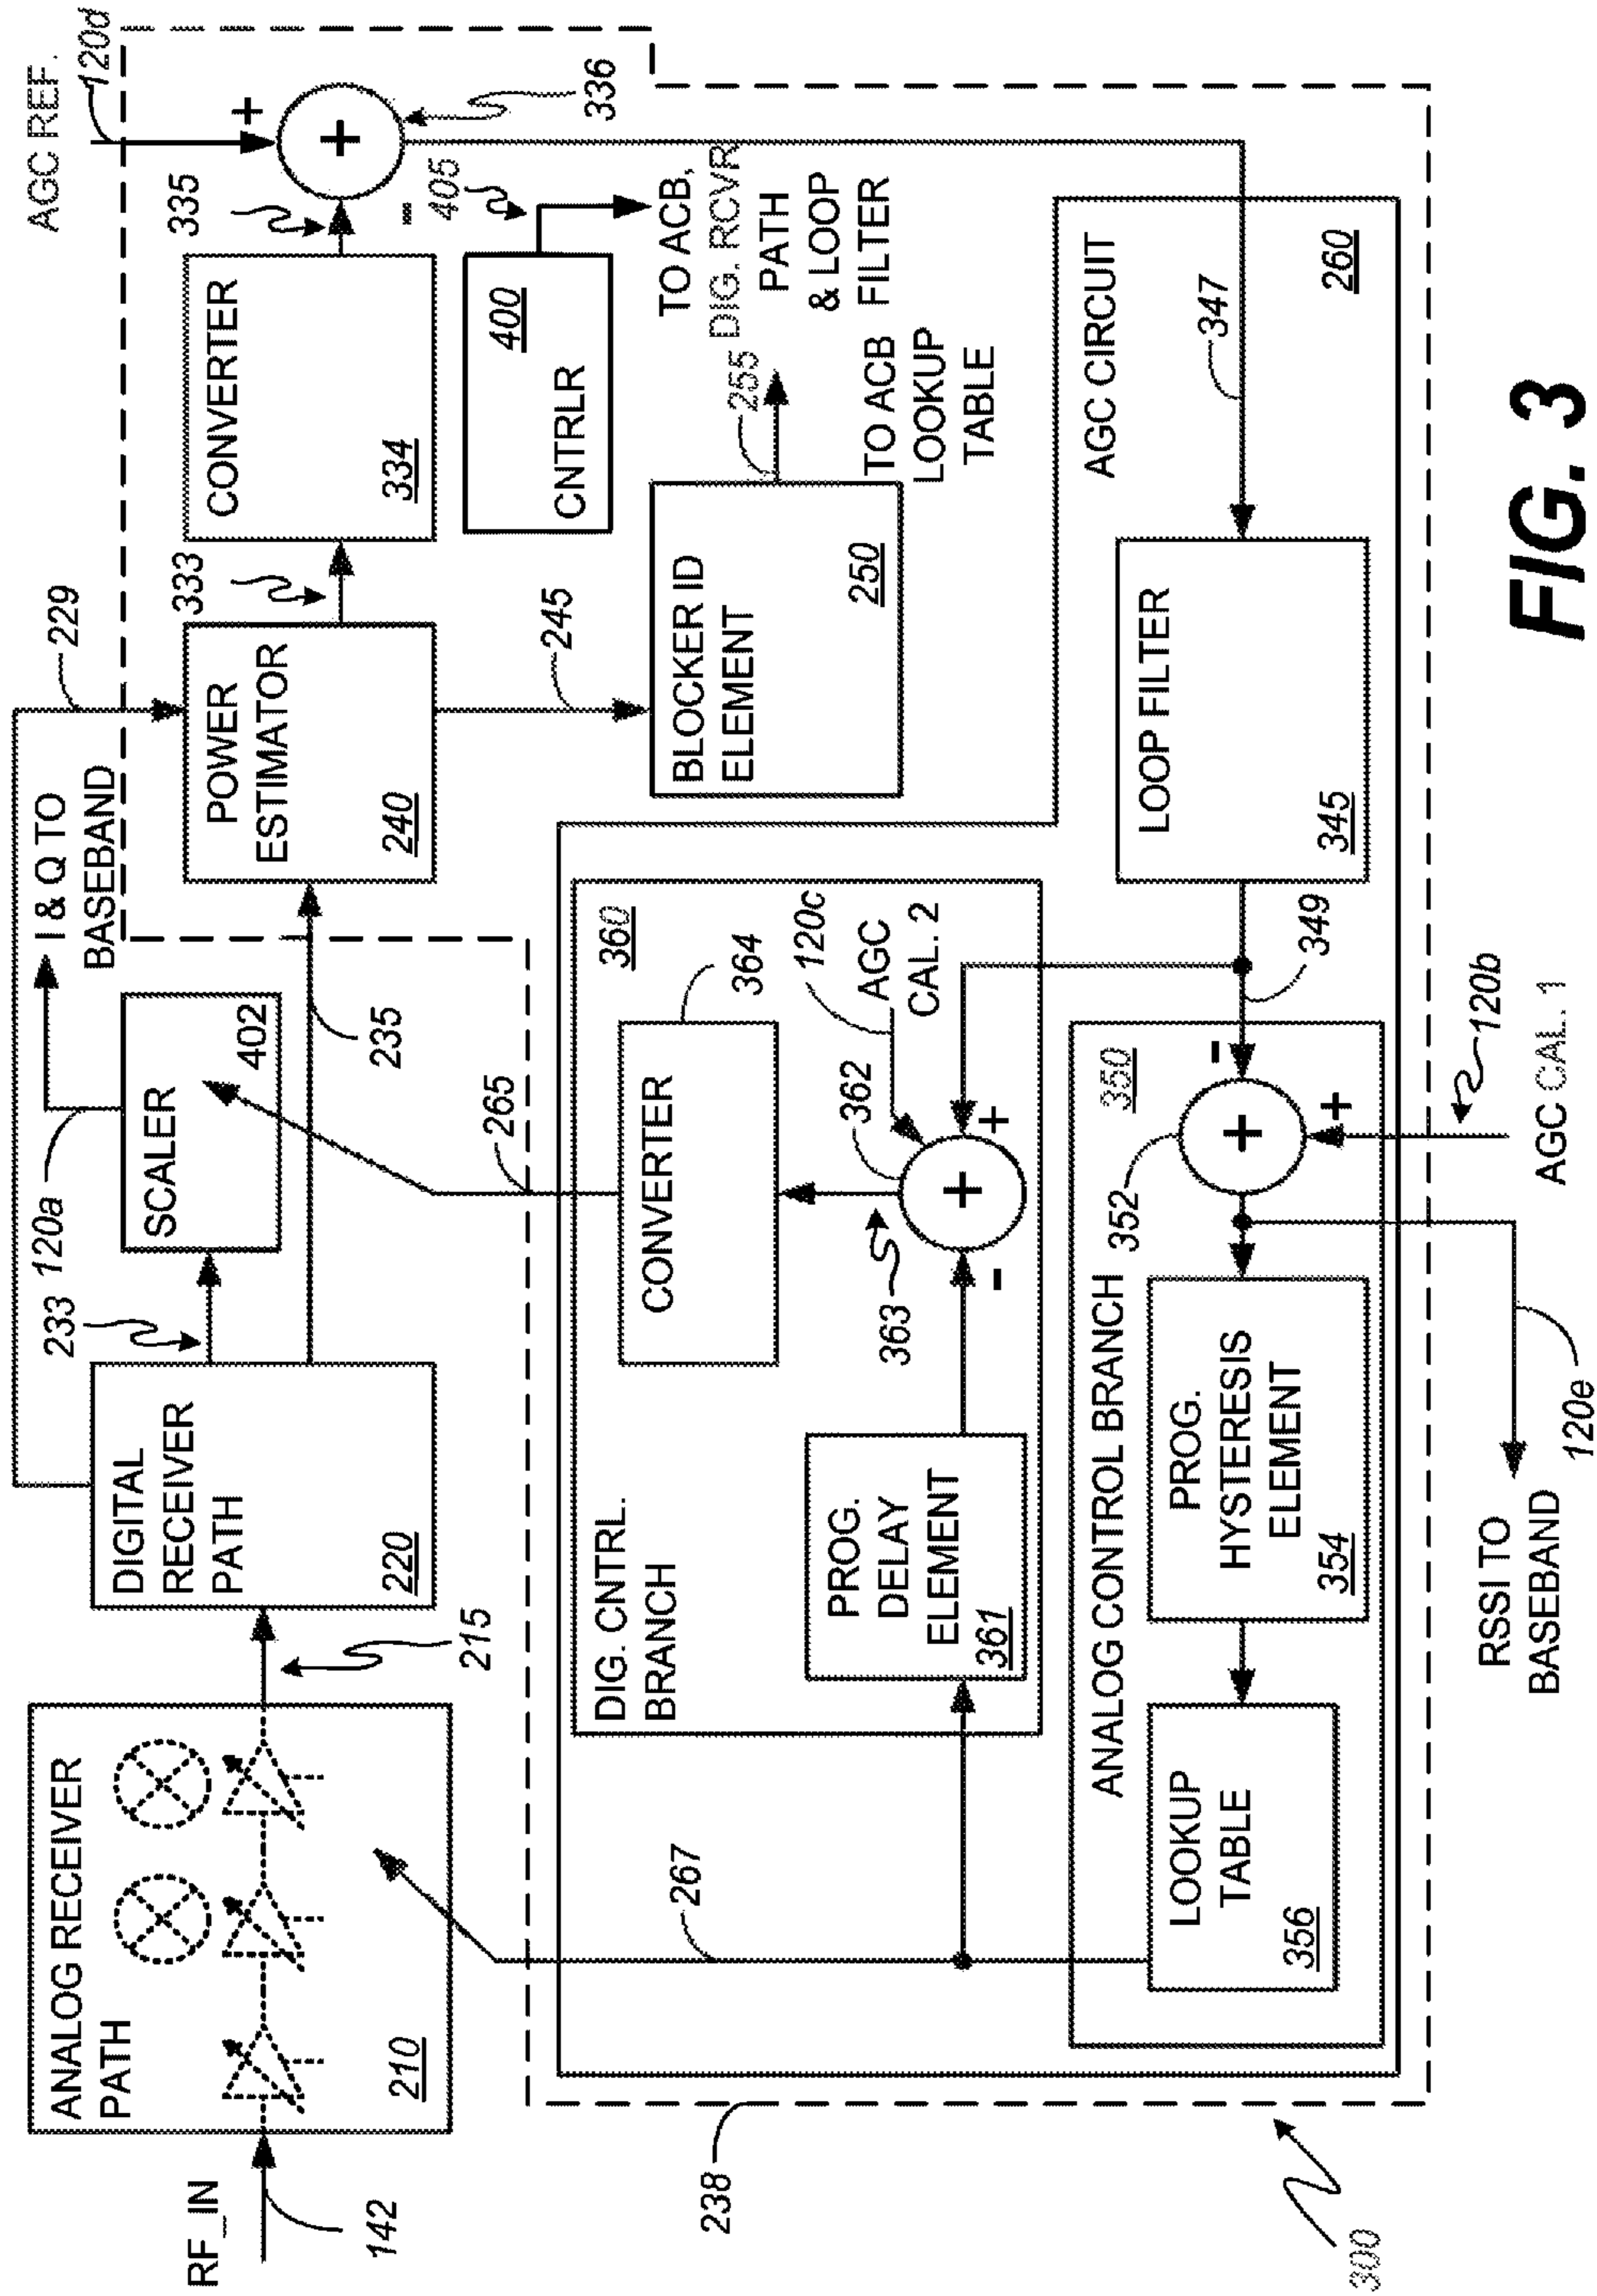 RF_IN
142
ANALOG RECEIVER
PATH
210
215
DIGITAL
RECEIVER
PATH
220
233
120a
SCALER
402
I & Q TO
BASEBAND
235
229
POWER
ESTIMATOR
240
333
CONVERTER
334
335
AGC REF.
120d
+
+
-
336
245
BLOCKER ID
ELEMENT
250
255
TO ACB
LOOKUP
TABLE
CNTRLR
400
405
TO ACB,
DIG. RCVR
PATH
& LOOP
FILTER
238
267
265
DIG. CNTRL.
BRANCH
360
CONVERTER
364
PROG.
DELAY
ELEMENT
361
363
362
120c
AGC
CAL. 2
+
+
-
AGC CIRCUIT
260
347
LOOP FILTER
345
349
ANALOG CONTROL BRANCH
350
352
-
+
+
PROG.
HYSTERESIS
ELEMENT
354
LOOKUP
TABLE
356
RSSI TO
BASEBAND
120e
AGC CAL. 1
120b
300
FIG. 3